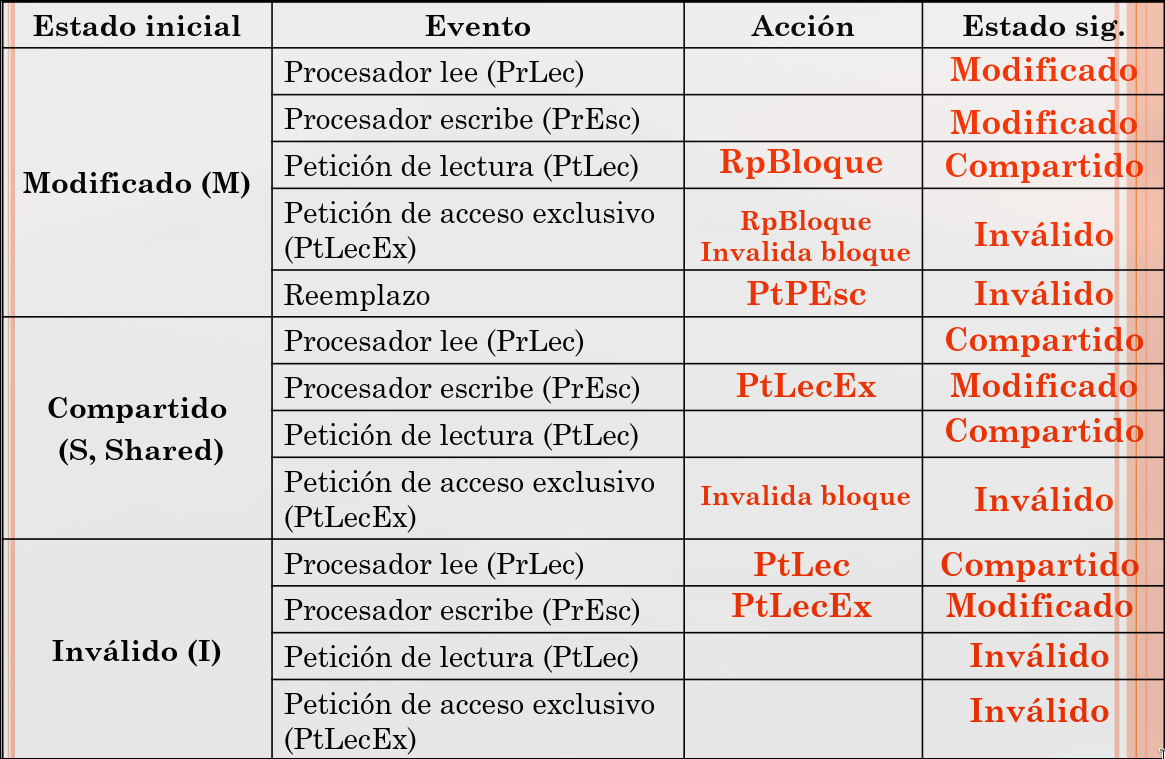 Estado inicial Evento Acción Estado sig.
Procesador lee (PrLec) Modificado
Procesador escribe (PrEsc) Modificado
Modificado (M)
Petición de lectura (PtLec) RpBloque Compartido
Petición de acceso exclusivo
(PtLecEx)
RpBloque
Invalida bloque
Inválido
Reemplazo PtPEsc Inválido
Compartido
(S, Shared)
Procesador lee (PrLec) Compartido
Procesador escribe (PrEsc) PtLecEx Modificado
Petición de lectura (PtLec) Compartido
Petición de acceso exclusivo
(PtLecEx)
Invalida bloque
Inválido
Inválido (I)
Procesador lee (PrLec) PtLec Compartido
Procesador escribe (PrEsc) PtLecEx Modificado
Petición de lectura (PtLec) Inválido
Petición de acceso exclusivo
(PtLecEx)
Inválido